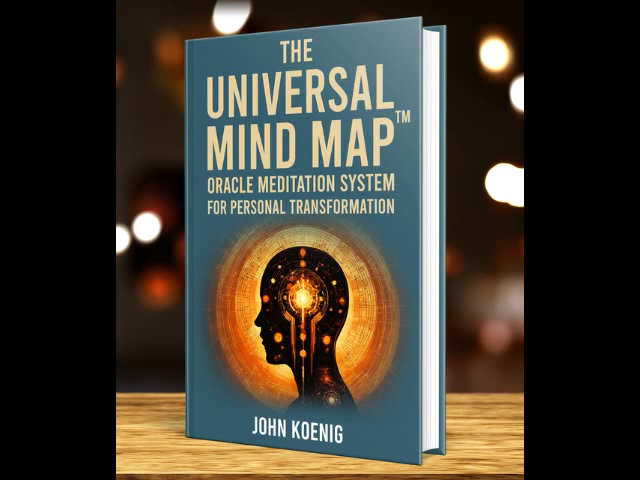 THE
UNIVERSAL
MIND MAP™
ORACLE MEDITATION SYSTEM
FOR PERSONAL TRANSFORMATION
JOHN KOENIG